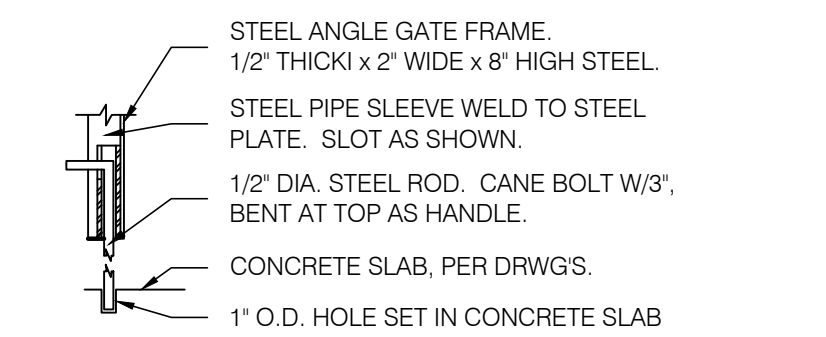 STEEL ANGLE GATE FRAME.
1/2" THICKI x 2" WIDE x 8" HIGH STEEL.
STEEL PIPE SLEEVE WELD TO STEEL
PLATE.  SLOT AS SHOWN.
1/2" DIA. STEEL ROD.  CANE BOLT W/3",
BENT AT TOP AS HANDLE.
CONCRETE SLAB, PER DRWG'S.
1" O.D. HOLE SET IN CONCRETE SLAB